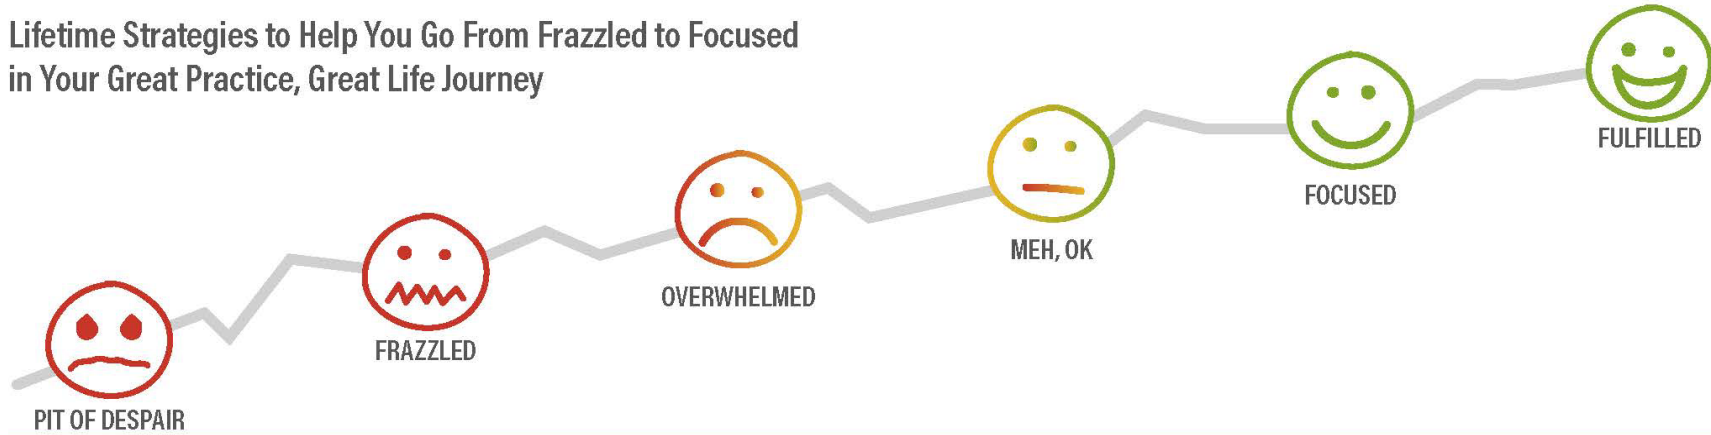 Lifetime Strategies to Help You Go From Frazzled to Focused
in Your Great Practice, Great Life Journey
PIT OF DESPAIR
FRAZZLED
OVERWHELMED
MEH, OK
FOCUSED
FULFILLED